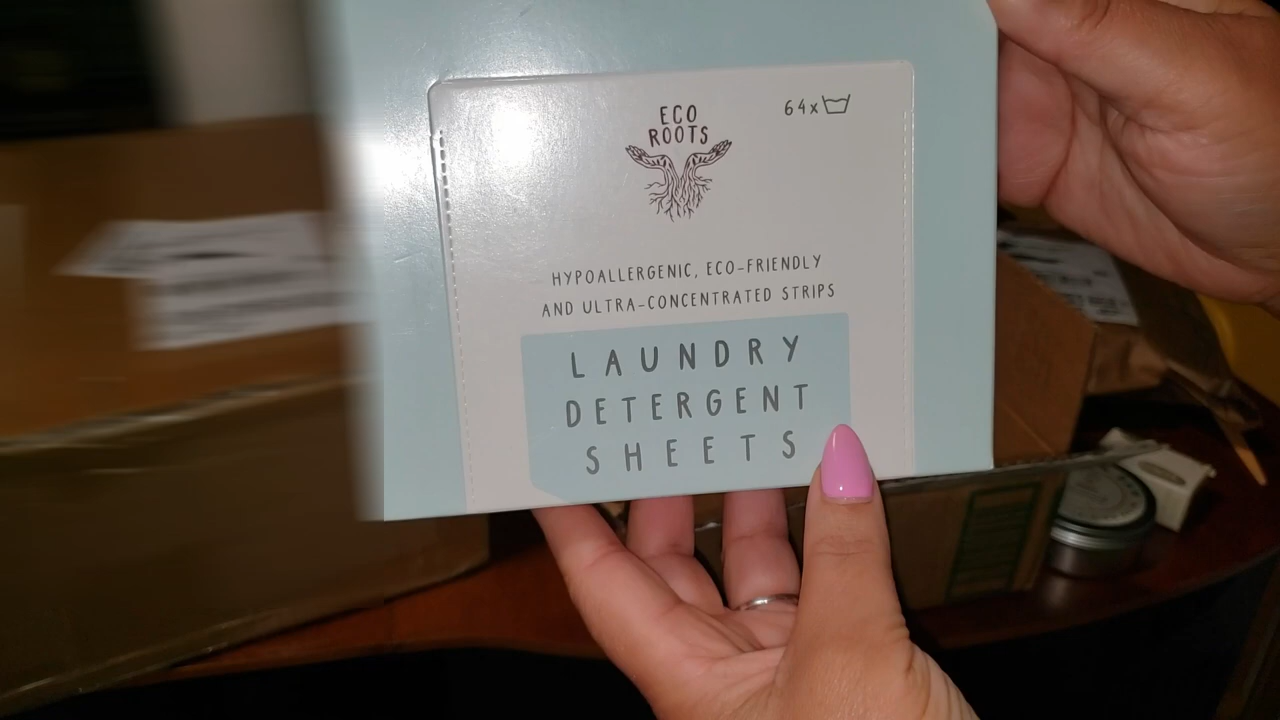 ECO
ROOTS
64x
HYPOALLERGENIC, ECO-FRIENDLY
AND ULTRA-CONCENTRATED STRIPS
LAUNDRY
DETERGENT
SHEETS